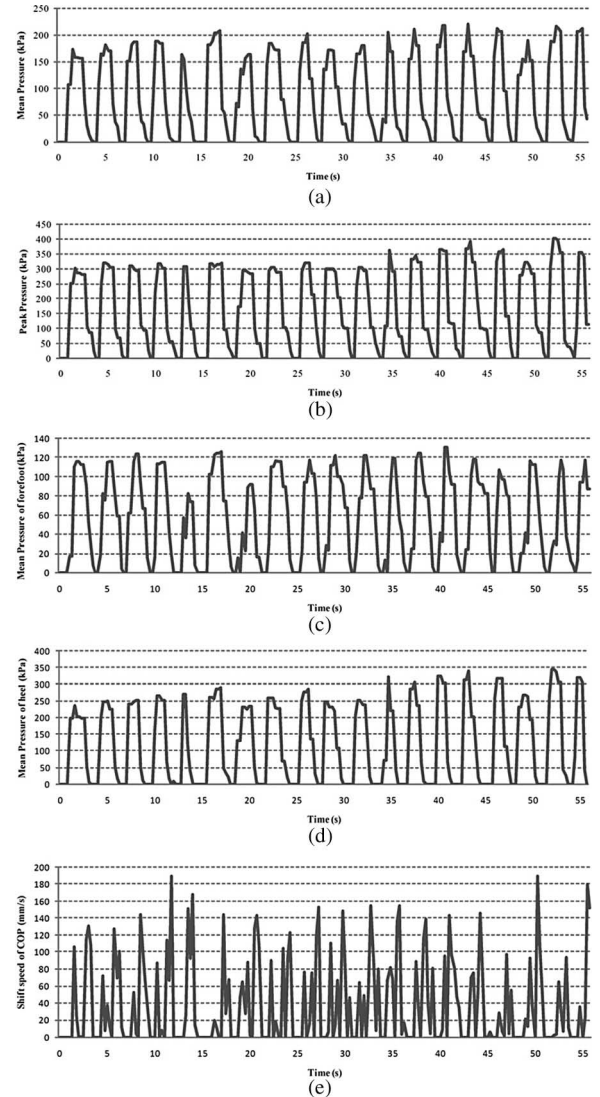 250
200
150
100
50
0
Mean Pressure (kPa)
0 5 10 15 20 25 30 35 40 45 50 55
Time (s)
(a)
450
400
350
300
250
200
150
100
50
0
Peak Pressure (kPa)
0 5 10 15 20 25 30 35 40 45 50 55
Time (s)
(b)
140
120
100
80
60
40
20
0
Mean Pressure of forefoot(kPa)
0 5 10 15 20 25 30 35 40 45 50 55
Time (s)
(c)
400
350
300
250
200
150
100
50
0
Mean Pressure of heel (kPa)
0 5 10 15 20 25 30 35 40 45 50 55
Time (s)
(d)
200
180
160
140
120
100
80
60
40
20
0
Shift speed of COP (mm/s)
0 5 10 15 20 25 30 35 40 45 50 55
Time (s)
(e)